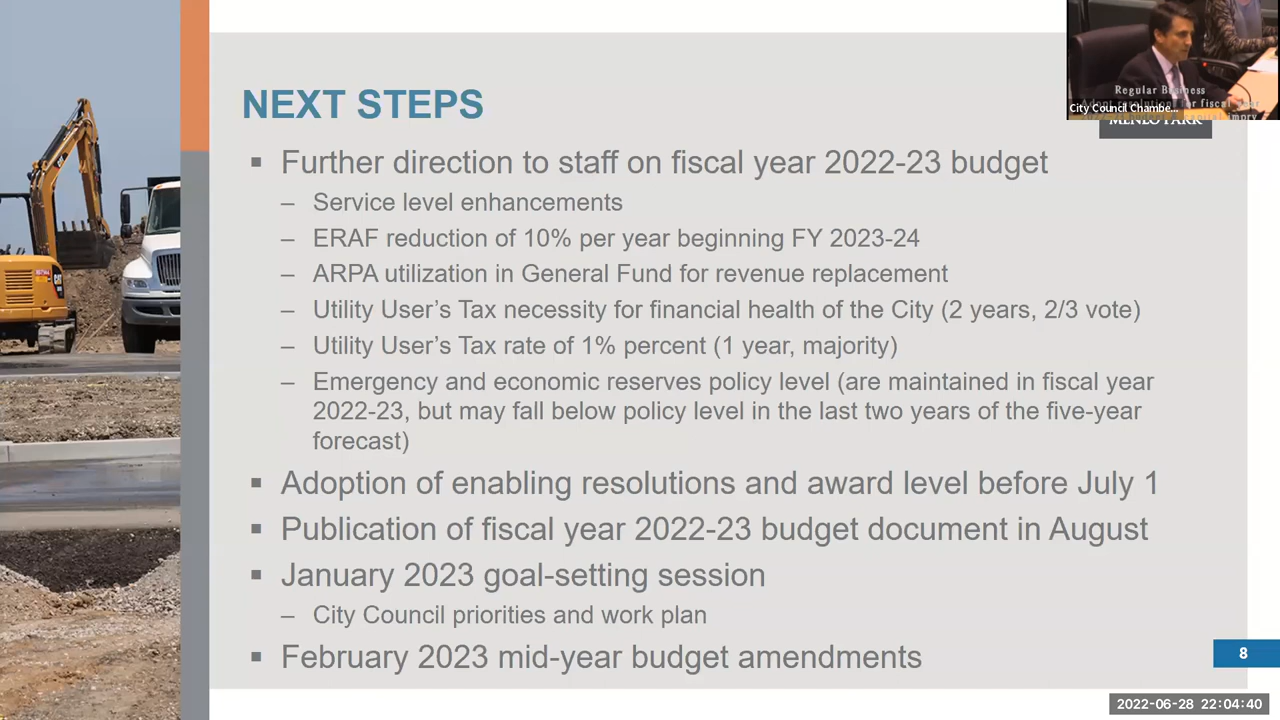 NEXT STEPS
▪ Further direction to staff on fiscal year 2022-23 budget
– Service level enhancements
– ERAF reduction of 10% per year beginning FY 2023-24
– ARPA utilization in General Fund for revenue replacement
– Utility User’s Tax necessity for financial health of the City (2 years, 2/3 vote)
– Utility User’s Tax rate of 1% percent (1 year, majority)
– Emergency and economic reserves policy level (are maintained in fiscal year
2022-23, but may fall below policy level in the last two years of the five-year
forecast)
▪ Adoption of enabling resolutions and award level before July 1
▪ Publication of fiscal year 2022-23 budget document in August
▪ January 2023 goal-setting session
– City Council priorities and work plan
▪ February 2023 mid-year budget amendments
Regular Business
City Council Chambe...
MENLO PARK
8
2022-06-28 22:04:40